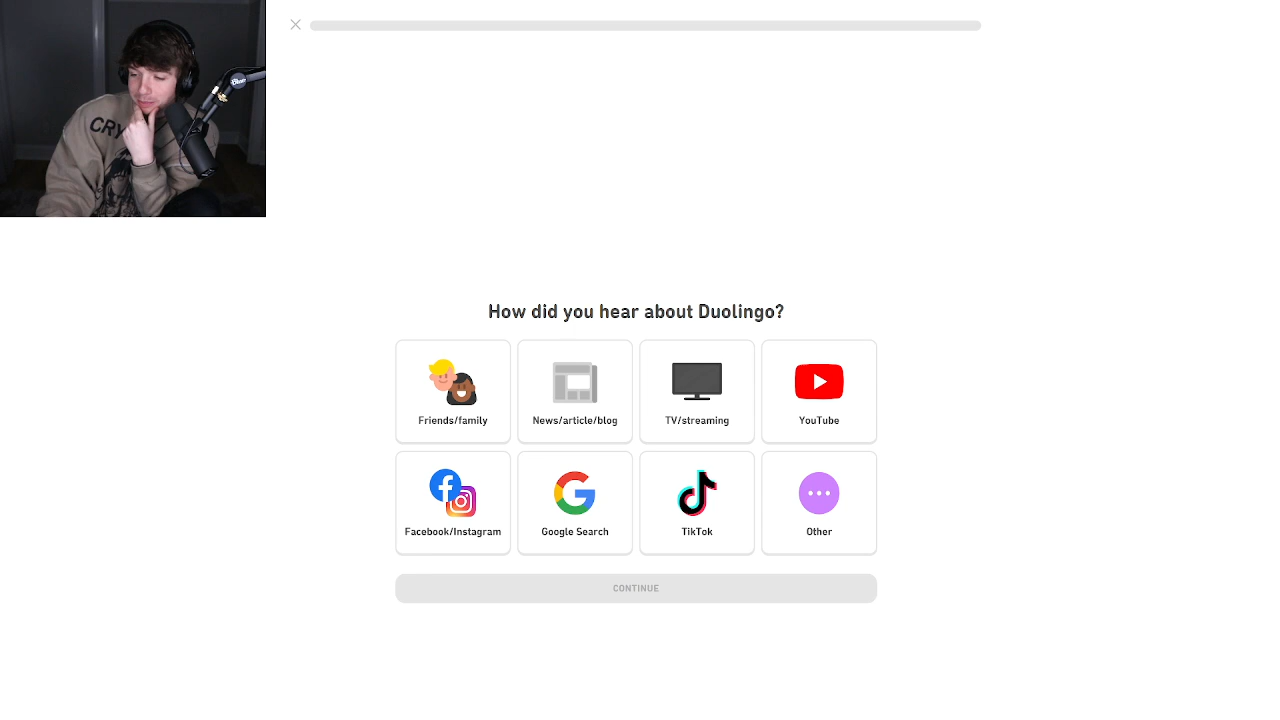 CRY
How did you hear about Duolingo?
Friends/family
News/article/blog
TV/streaming
YouTube
Facebook/Instagram
Google Search
TikTok
Other
CONTINUE